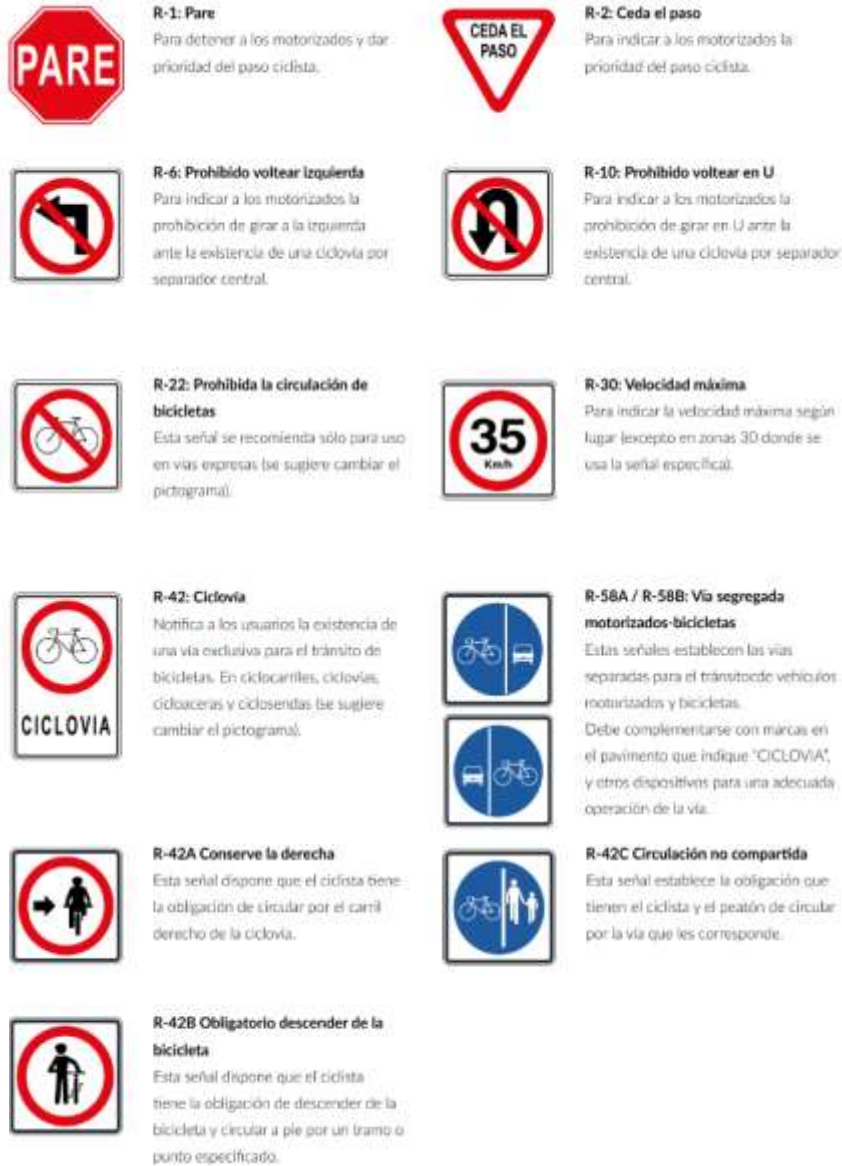 PARE
R-1: Pare
Para detener a los motorizados y dar
prioridad del paso ciclista.
CEDA EL
PASO
R-2: Ceda el paso
Para indicar a los motorizados la
prioridad del paso ciclista.
R-6: Prohibido voltear izquierda
Para indicar a los motorizados la
prohibición de girar a la izquierda
ante la existencia de una ciclovía por
separador central.
R-10: Prohibido voltear en U
Para indicar a los motorizados la
prohibición de girar en U ante la
existencia de una ciclovía por separador
central.
R-22: Prohibida la circulación de
bicicletas
Esta señal se recomienda sólo para uso
en vías expresas (se sugiere cambiar el
pictograma).
35
Km/h
R-30: Velocidad máxima
Para indicar la velocidad máxima según
lugar (excepto en zonas 30 donde se
usa la señal específica).
CICLOVIA
R-42: Ciclovía
Notifica a los usuarios la existencia de
una vía exclusiva para el tránsito de
bicicletas. En ciclocarriles, ciclovías,
cicloaceras y ciclosendas (se sugiere
cambiar el pictograma).
R-58A / R-58B: Vía segregada
motorizados-bicicletas
Estas señales establecen las vías
separadas para el tránsitocde vehículos
motorizados y bicicletas.
Debe complementarse con marcas en
el pavimento que indique "CICLOVIA",
y otros dispositivos para una adecuada
operación de la vía.
R-42A Conserve la derecha
Esta señal dispone que el ciclista tiene
la obligación de circular por el carril
derecho de la ciclovía.
R-42C Circulación no compartida
Esta señal establece la obligación que
tienen el ciclista y el peatón de circular
por la vía que les corresponde.
R-42B Obligatorio descender de la
bicicleta
Esta señal dispone que el ciclista
tiene la obligación de descender de la
bicicleta y circular a pie por un tramo o
punto especificado.